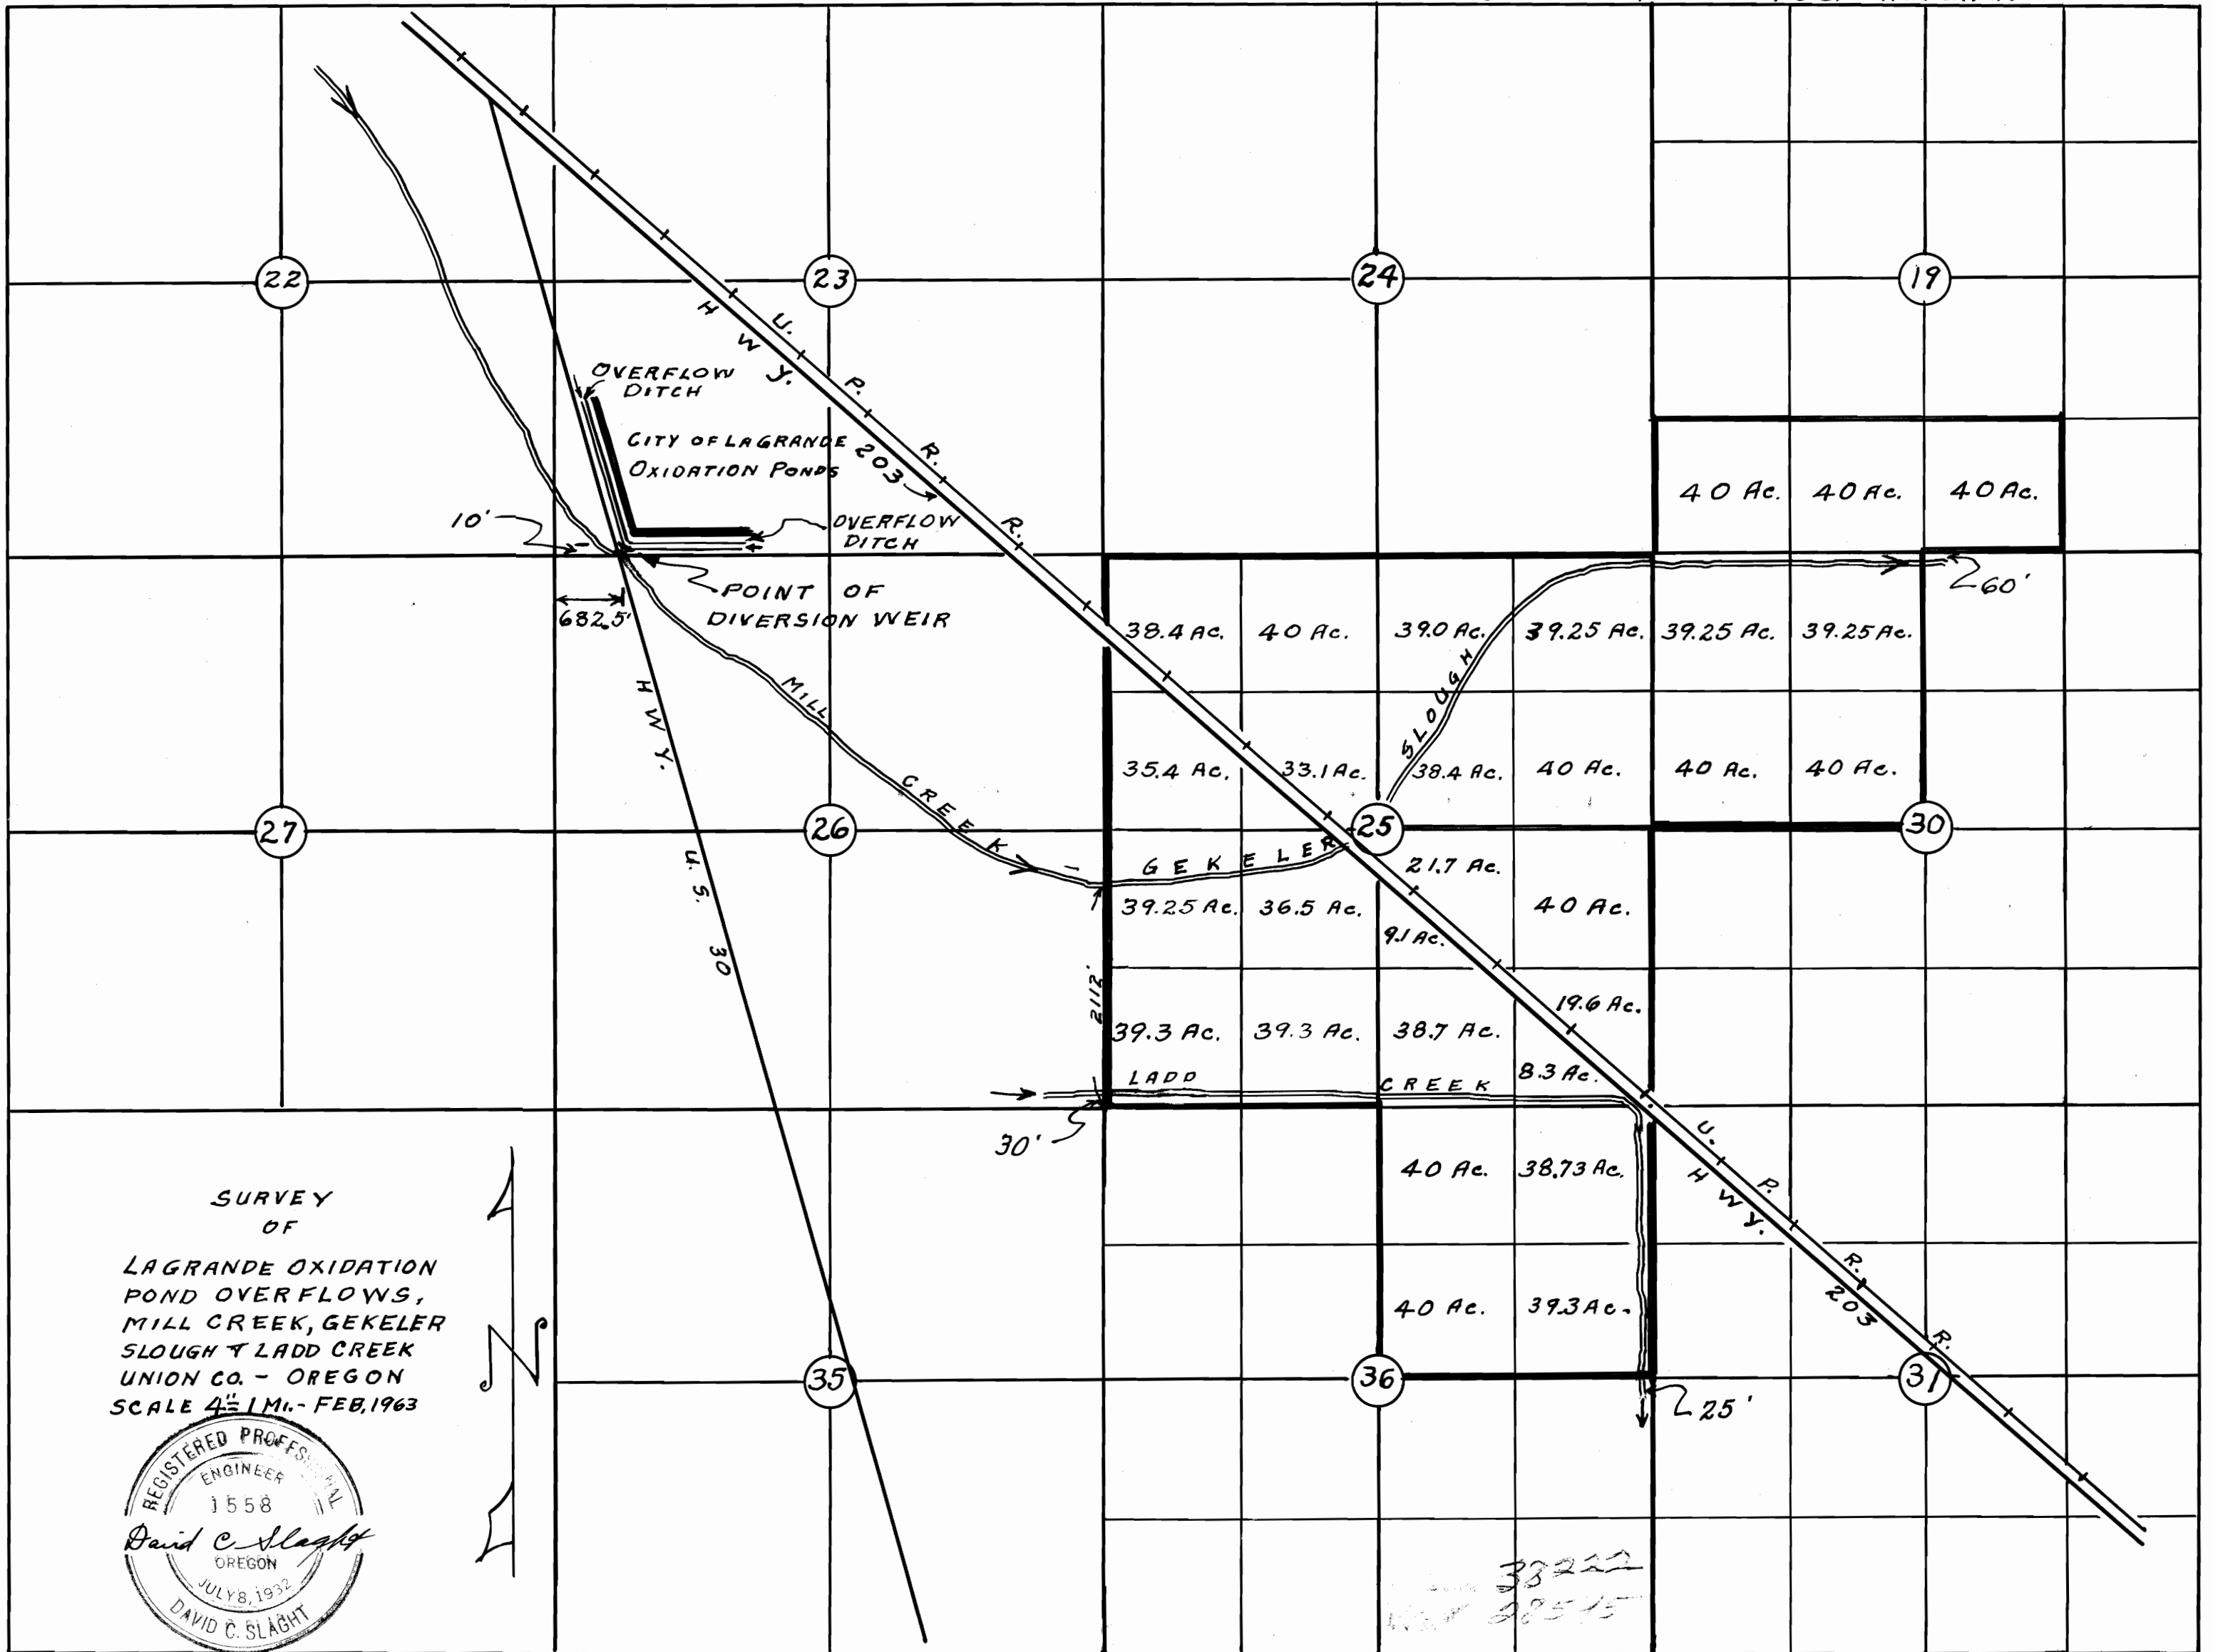 22
23
24
19
U. P. R. R.
HWY. 203
OVERFLOW
DITCH
CITY OF LAGRANDE
OXIDATION PONDS
40 Ac. 40 Ac. 40 Ac.
10'
OVERFLOW
DITCH
POINT OF
DIVERSION WEIR
682.5'
60'
38.4 Ac. 40 Ac. 39.0 Ac. 39.25 Ac. 39.25 Ac. 39.25 Ac.
SLOUGH
MILL CREEK
HWY. U.S. 30
35.4 Ac. 33.1 Ac. 38.4 Ac. 40 Ac. 40 Ac. 40 Ac.
27
26
25
30
GEKELER
21.7 Ac.
39.25 Ac. 36.5 Ac. 40 Ac.
9.1 Ac.
2112'
19.6 Ac.
39.3 Ac. 39.3 Ac. 38.7 Ac.
8.3 Ac.
LADD CREEK
30'
U. P. R. R.
HWY. 203
40 Ac. 38.73 Ac.
40 Ac. 39.3 Ac.
35
36
31
25'
SURVEY
OF
LAGRANDE OXIDATION
POND OVERFLOWS,
MILL CREEK, GEKELER
SLOUGH & LADD CREEK
UNION CO. - OREGON
SCALE 4"=1 MI.- FEB, 1963
N
REGISTERED PROFESSIONAL
ENGINEER
1558
David C. Slaght
OREGON
JULY 8, 1932
DAVID C. SLAGHT
38222
28515